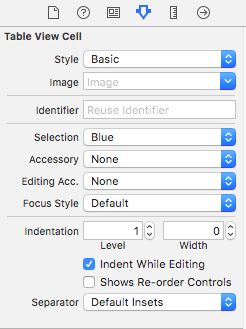 Table View Cell
Style Basic
Image Image
Identifier Reuse Identifier
Selection Blue
Accessory None
Editing Acc. None
Focus Style Default
Indentation 1 0
Level Width
Indent While Editing
Shows Re-order Controls
Separator Default Insets